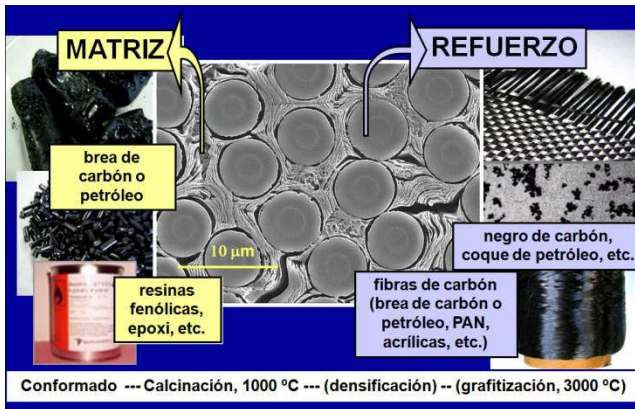 MATRIZ
REFUERZO
brea de
carbón o
petróleo
10 µm
resinas
fenólicas,
epoxi, etc.
negro de carbón,
coque de petróleo, etc.
fibras de carbón
(brea de carbón o
petróleo, PAN,
acrílicas, etc.)
Conformado --- Calcinación, 1000 ºC --- (densificación) -- (grafitización, 3000 ºC)